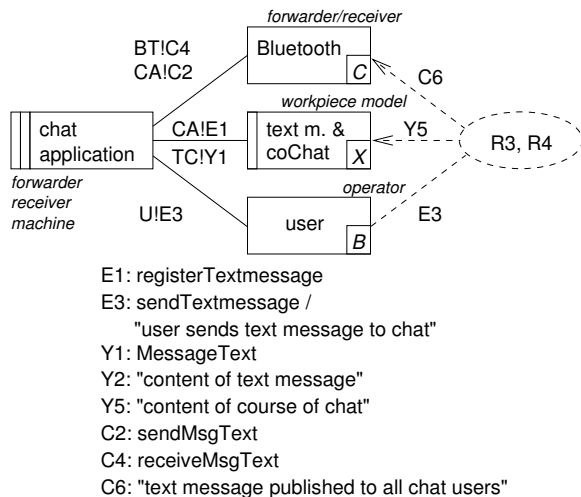 forwarder/receiver
BT!C4
CA!C2
Bluetooth
C
C6
workpiece model
chat
application
CA!E1
TC!Y1
text m. &
coChat
X
Y5
R3, R4
forwarder
receiver
machine
operator
U!E3
user
B
E3
E1: registerTextmessage
E3: sendTextmessage /
"user sends text message to chat"
Y1: MessageText
Y2: "content of text message"
Y5: "content of course of chat"
C2: sendMsgText
C4: receiveMsgText
C6: "text message published to all chat users"